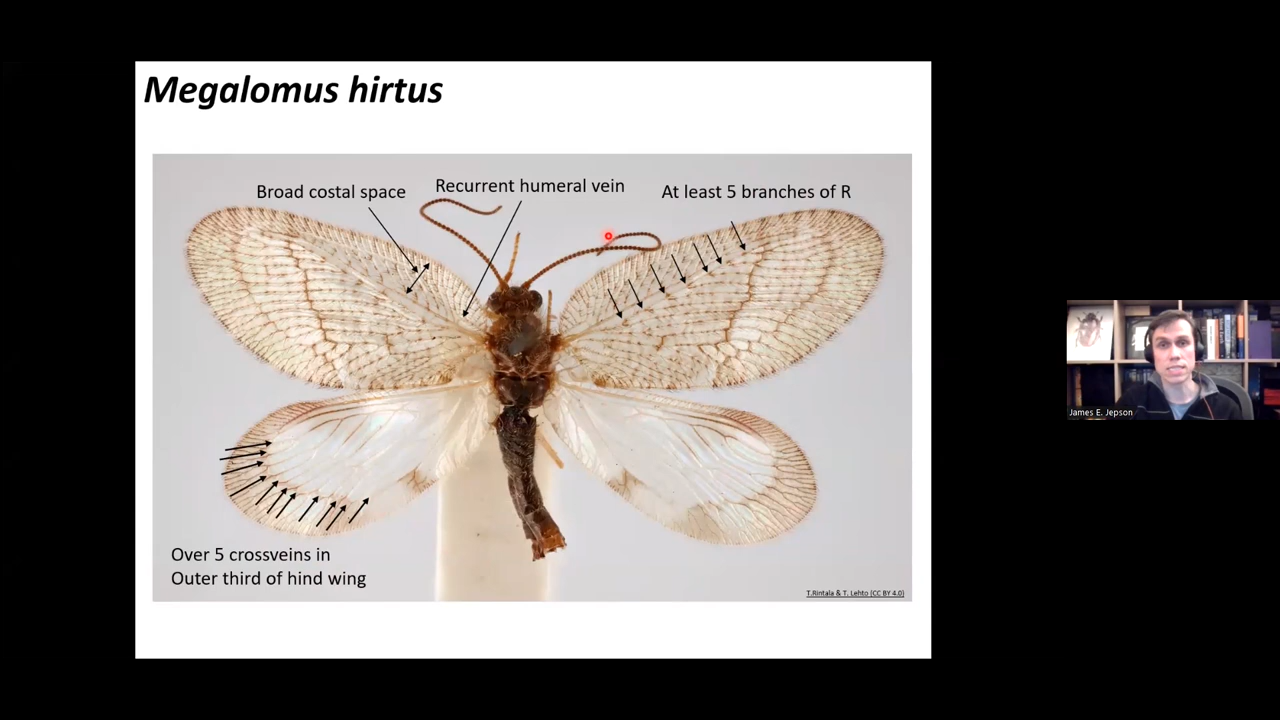 Megalomus hirtus
Broad costal space
Recurrent humeral vein
At least 5 branches of R
Over 5 crossveins in
Outer third of hind wing
T.Rintala & T. Lehto (CC BY 4.0)
James E. Jepson